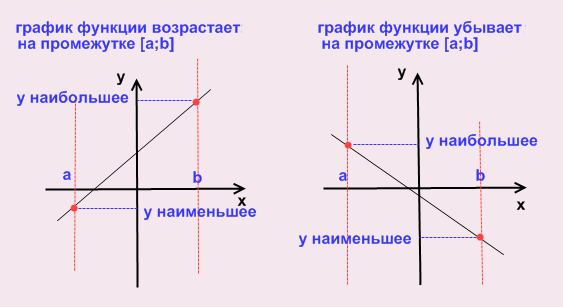 график функции возрастает
на промежутке [a;b]
y
у наибольшее
a
b
x
у наименьшее
график функции убывает
на промежутке [a;b]
y
у наибольшее
a
b
x
у наименьшее